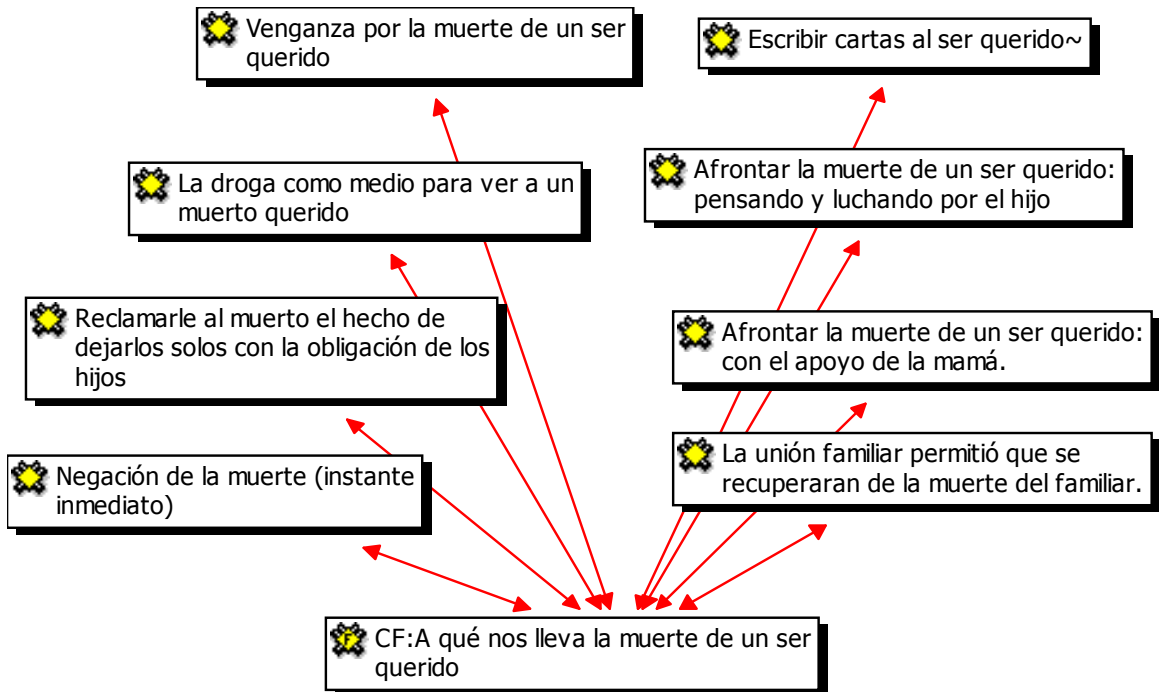 Venganza por la muerte de un ser
querido
Escribir cartas al ser querido~
La droga como medio para ver a un
muerto querido
Afrontar la muerte de un ser querido:
pensando y luchando por el hijo
Reclamarle al muerto el hecho de
dejarlos solos con la obligación de los
hijos
Afrontar la muerte de un ser querido:
con el apoyo de la mamá.
Negación de la muerte (instante
inmediato)
La unión familiar permitió que se
recuperaran de la muerte del familiar.
CF:A qué nos lleva la muerte de un ser
querido